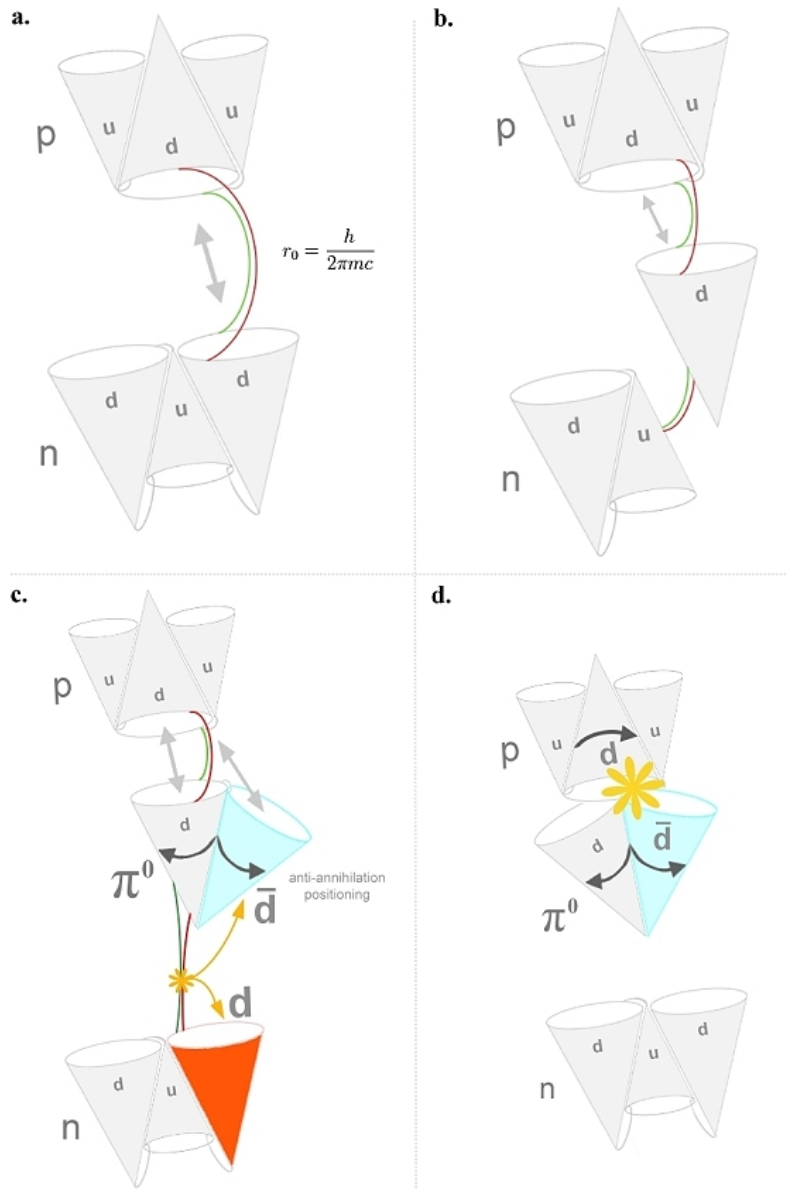 a.
p
u
d
u
r₀ = h / 2πmc
d
u
d
n
b.
p
u
d
u
d
d
u
n
c.
p
u
d
u
d
π⁰
d̄
anti-annihilation
positioning
d
d
u
n
d.
p
u
d
u
d
d̄
π⁰
d
u
d
n